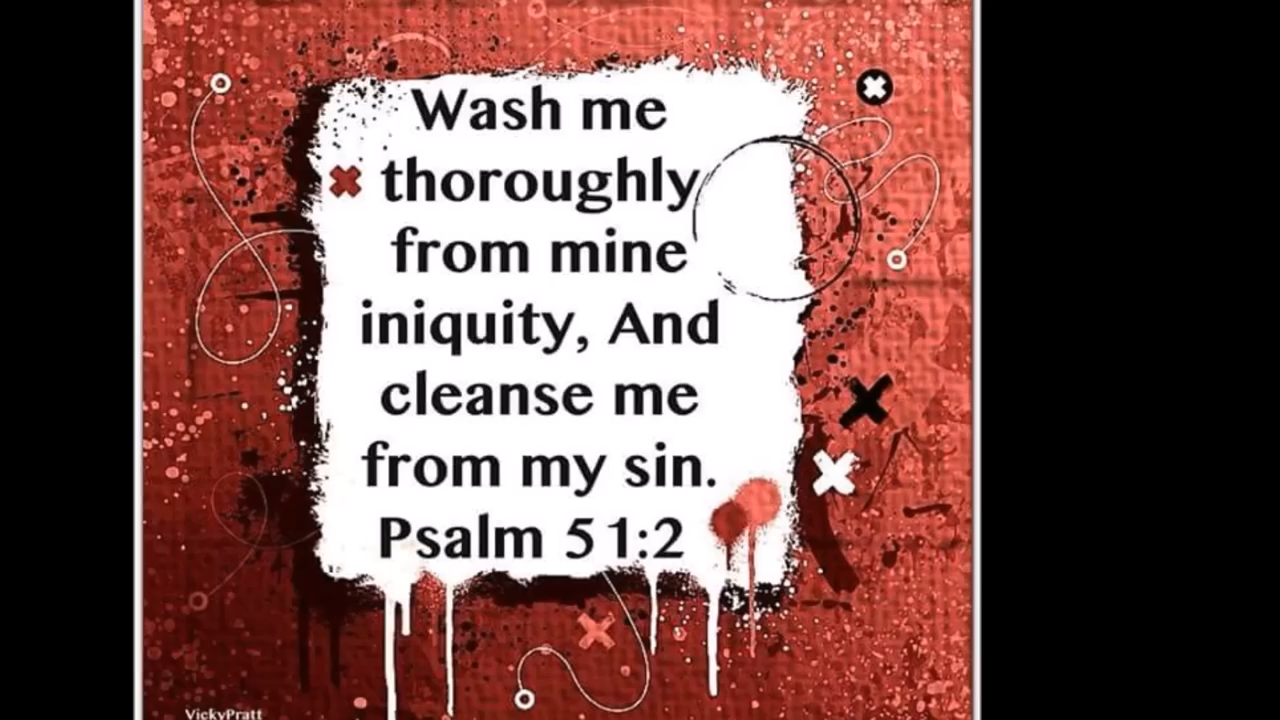 Wash me
thoroughly
from mine
iniquity, And
cleanse me
from my sin.
Psalm 51:2
VickyPratt